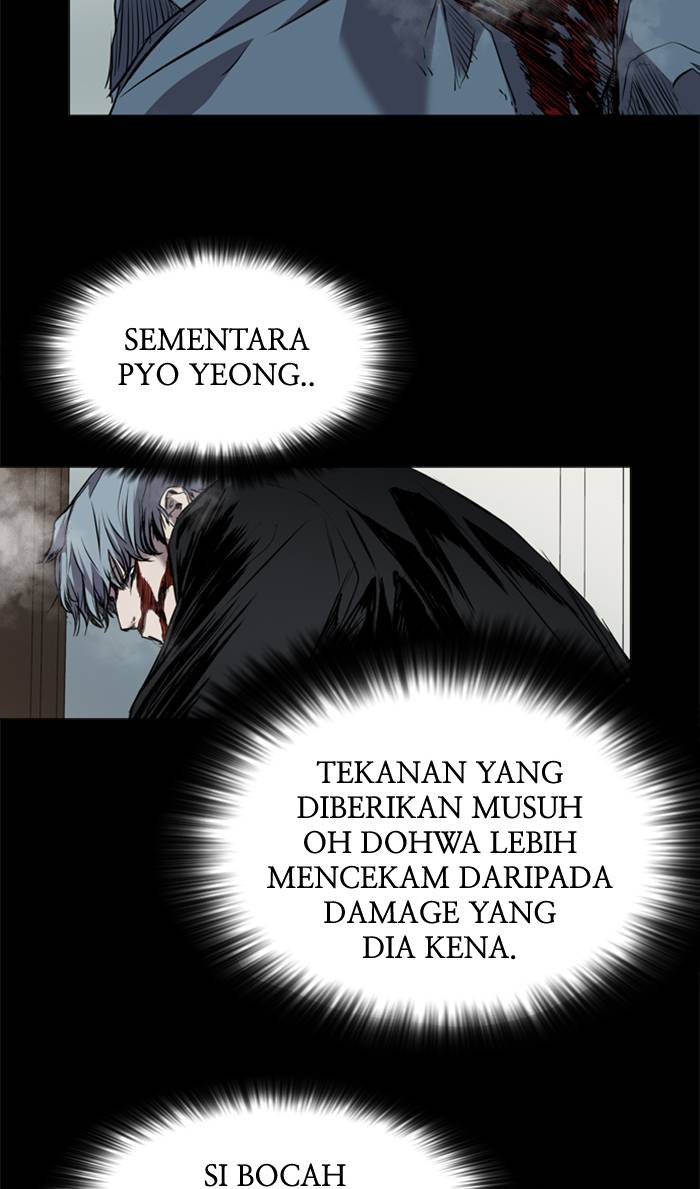 SEMENTARA
PYO YEONG..
TEKANAN YANG
DIBERIKAN MUSUH
OH DOHWA LEBIH
MENCEKAM DARIPADA
DAMAGE YANG
DIA KENA.
SI BOCAH